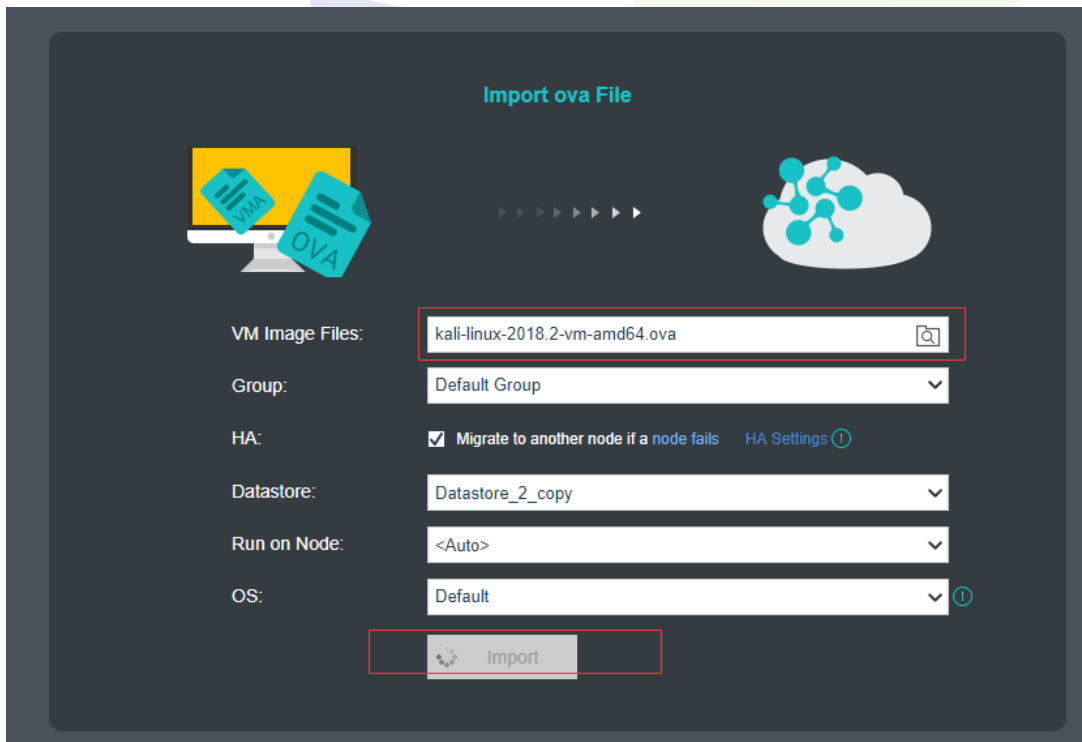 Import ova File
VMA
OVA
VM Image Files: kali-linux-2018.2-vm-amd64.ova
Group: Default Group
HA: Migrate to another node if a node fails HA Settings
Datastore: Datastore_2_copy
Run on Node: <Auto>
OS: Default
Import